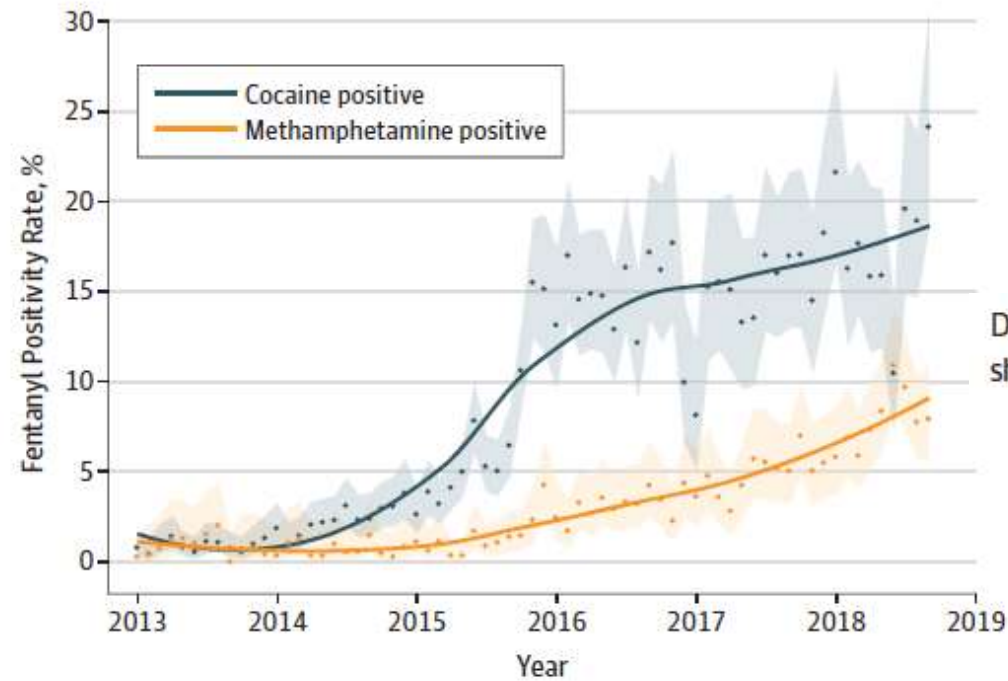 30
25
20
15
10
5
0
Fentanyl Positivity Rate, %
Cocaine positive
Methamphetamine positive
2013 2014 2015 2016 2017 2018 2019
Year
D
sh